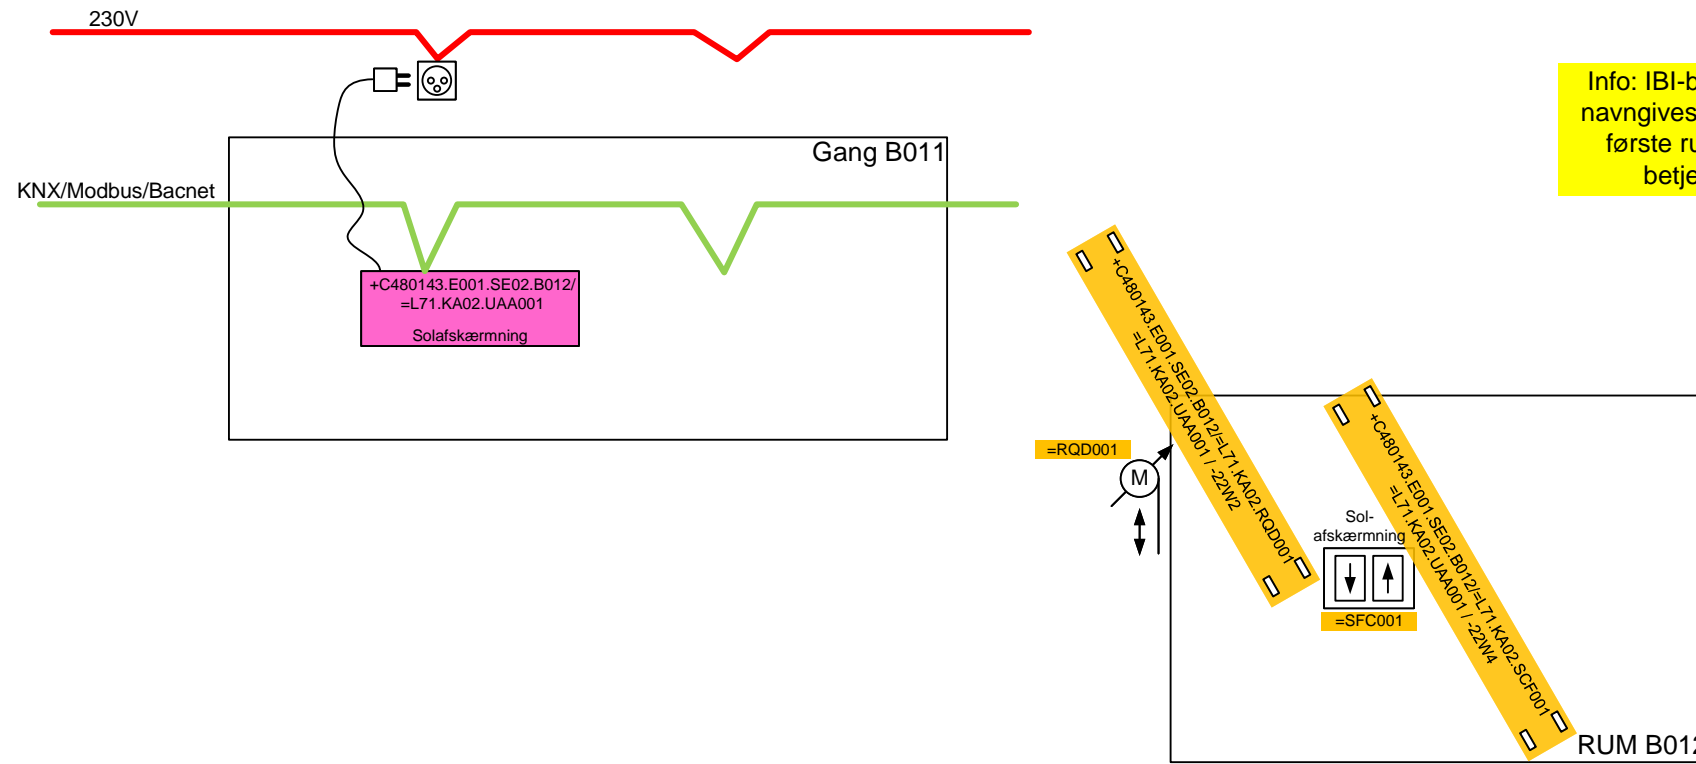 230V
Gang B011
KNX/Modbus/Bacnet
+C480143.E001.SE02.B012/
=L71.KA02.UAA001
Solafskærmning
Info: IBI-b
navngives
første ru
betje
+C480143.E001.SE02.B012/=L71.KA02.RQD001
=L71.KA02.UAA001 / -22W2
=RQD001
M
Sol-
afskærmning
=SFC001
+C480143.E001.SE02.B012/=L71.KA02.SCF001
=L71.KA02.UAA001 / -22W4
RUM B012